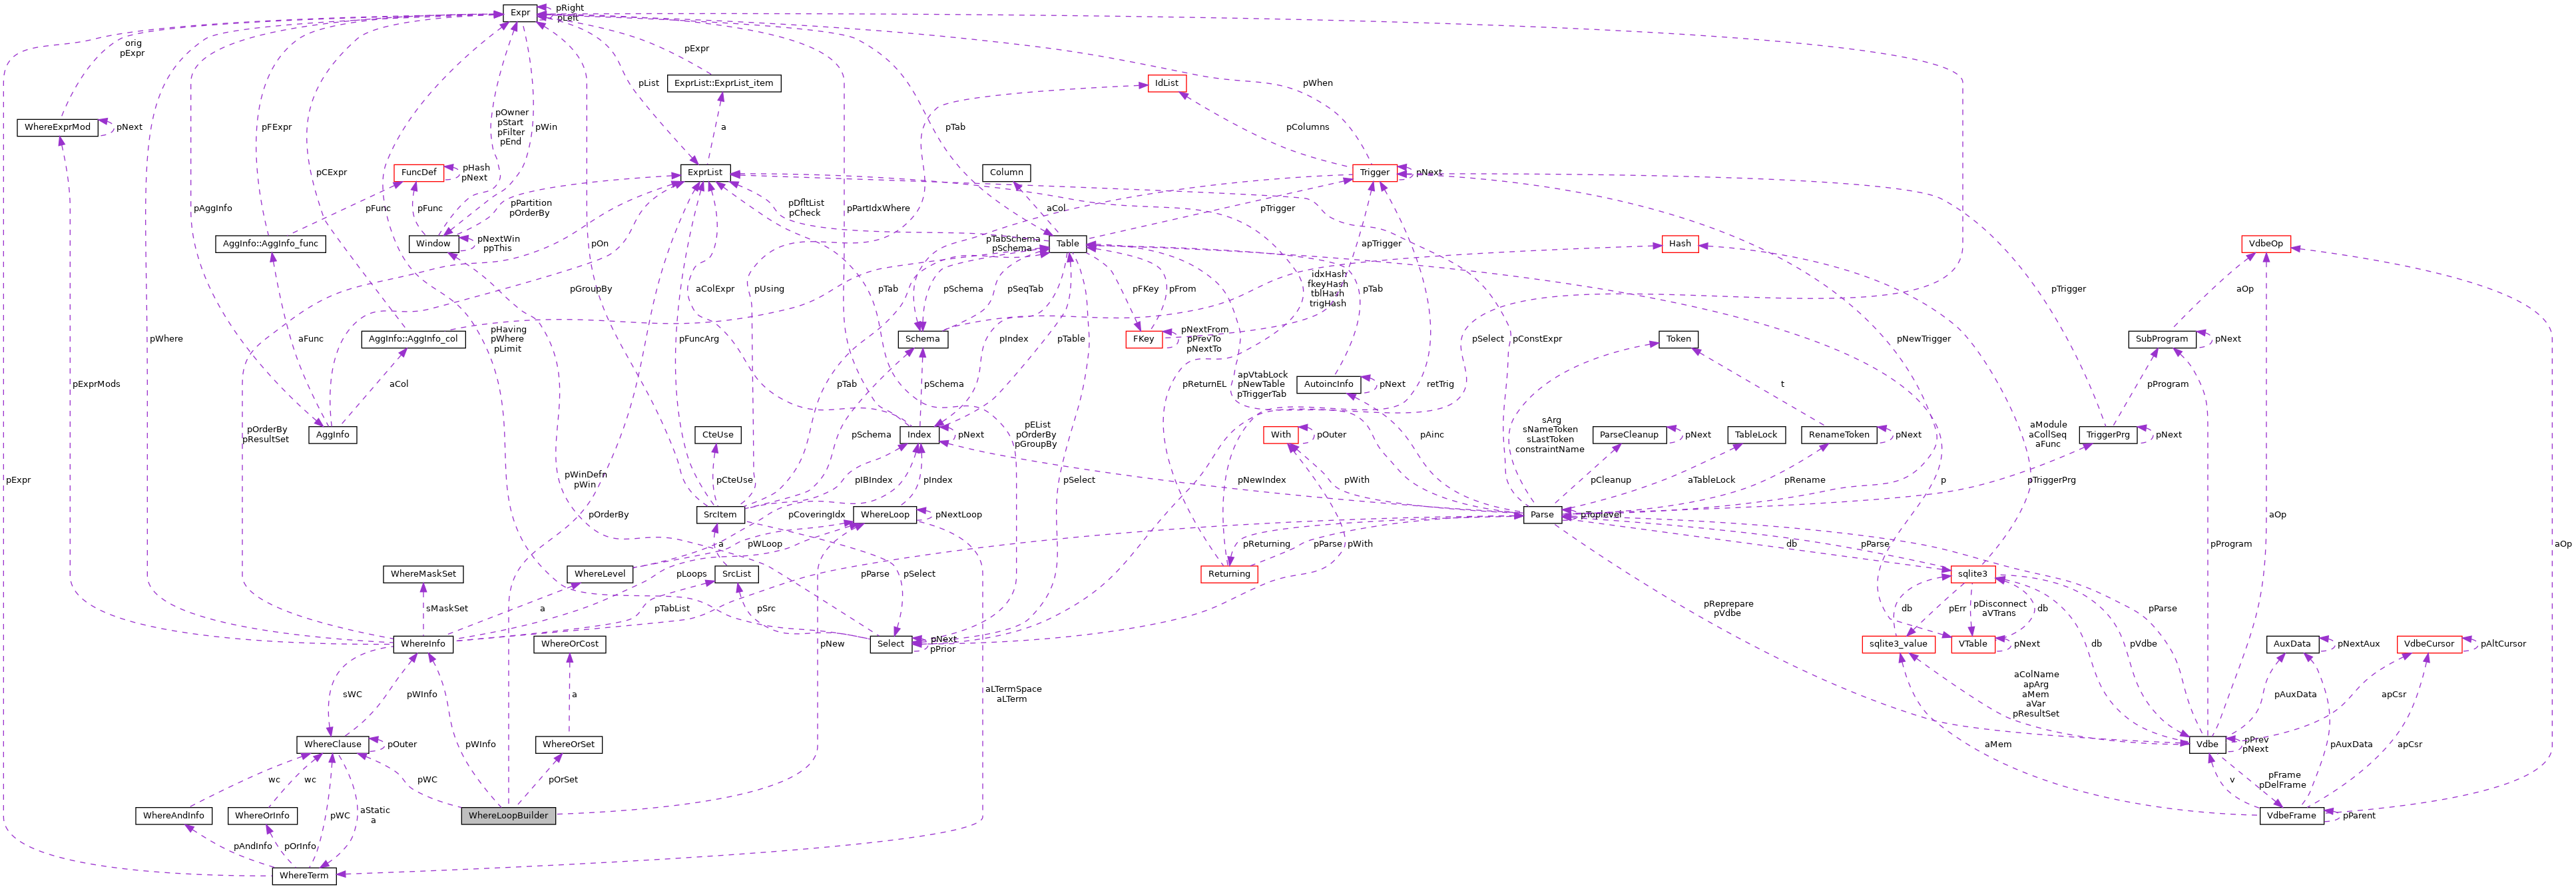 Expr
pRight
pLeft
orig
pExpr
pExpr
ExprList::ExprList_item
IdList
pList
pWhen
WhereExprMod
pNext
pFExpr
pOwner
pStart
pFilter
pEnd
pWin
a
pTab
pColumns
pCExpr
FuncDef
pHash
pNext
ExprList
Column
Trigger
pNext
pAggInfo
pFunc
pFunc
pPartition
pOrderBy
pDfltList
pCheck
pPartIdxWhere
aCol
pTrigger
AggInfo::AggInfo_func
Window
pNextWin
ppThis
pOn
pTabSchema
pSchema
Table
apTrigger
Hash
VdbeOp
pGroupBy
aColExpr
pUsing
pTab
pSchema
pSeqTab
pFKey
pFrom
idxHash
fkeyHash
tblHash
trigHash
pTab
pTrigger
aOp
pWhere
aFunc
AggInfo::AggInfo_col
pHaving
pWhere
pLimit
pFuncArg
Schema
pIndex
pTable
FKey
pNextFrom
pPrevTo
pNextTo
pSelect
pConstExpr
Token
pNewTrigger
SubProgram
pNext
pExprMods
aCol
pTab
pSchema
pReturnEL
apVtabLock
pNewTable
pTriggerTab
AutoincInfo
pNext
retTrig
t
pProgram
pOrderBy
pResultSet
AggInfo
CteUse
pSchema
Index
pNext
pEList
pOrderBy
pGroupBy
With
pOuter
pAinc
sArg
sNameToken
sLastToken
constraintName
ParseCleanup
pNext
TableLock
RenameToken
pNext
aModule
aCollSeq
aFunc
TriggerPrg
pNext
pExpr
pWinDefn
pWin
pCteUse
pIBIndex
pIndex
pSelect
pNewIndex
pWith
pCleanup
aTableLock
pRename
p
pTriggerPrg
pOrderBy
SrcItem
pCoveringIdx
WhereLoop
pNextLoop
Parse
pToplevel
aOp
a
pWLoop
pReturning
pParse
pWith
db
pParse
pProgram
aOp
WhereMaskSet
WhereLevel
pLoops
SrcList
pParse
pSelect
Returning
sqlite3
sMaskSet
a
pTabList
pSrc
pReprepare
pVdbe
db
pErr
pDisconnect
aVTrans
db
pParse
WhereInfo
WhereOrCost
pNew
Select
pNext
pPrior
sqlite3_value
VTable
pNext
db
pVdbe
AuxData
pNextAux
VdbeCursor
pAltCursor
sWC
pWInfo
a
aLTermSpace
aLTerm
aColName
apArg
aMem
aVar
pResultSet
pAuxData
apCsr
WhereClause
pOuter
pWInfo
WhereOrSet
aMem
Vdbe
pPrev
pNext
pAuxData
apCsr
wc
wc
pWC
pOrSet
v
pFrame
pDelFrame
WhereAndInfo
WhereOrInfo
pWC
aStatic
a
WhereLoopBuilder
VdbeFrame
pParent
pAndInfo
pOrInfo
WhereTerm